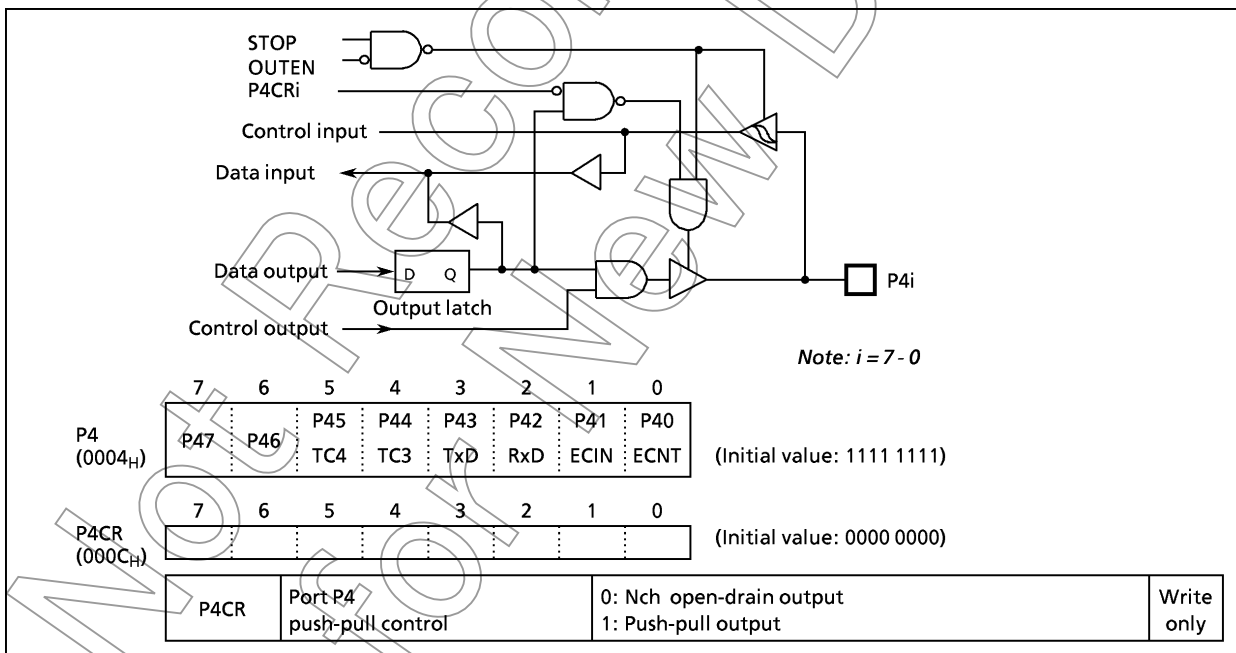 STOP
OUTEN
P4CRi
Control input
Data input
Data output
D Q
Output latch
Control output
P4i
Note: i = 7 - 0
7 6 5 4 3 2 1 0
P4
(0004H)
P47 P46 P45 P44 P43 P42 P41 P40
TC4 TC3 TxD RxD ECIN ECNT
(Initial value: 1111 1111)
7 6 5 4 3 2 1 0
P4CR
(000CH)
(Initial value: 0000 0000)
P4CR
Port P4
push-pull control
0: Nch open-drain output
1: Push-pull output
Write
only
Not Reco
for New D